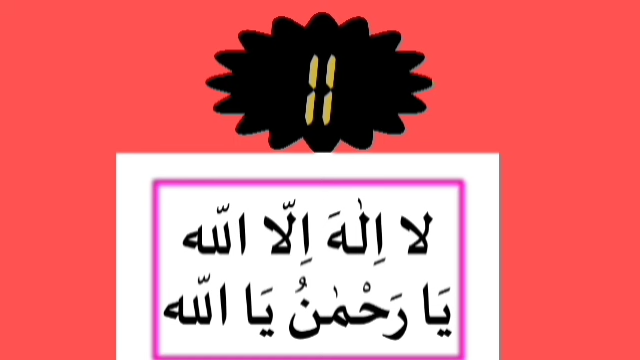 11
لا اِلٰهَ اِلّا اللّٰه
يَا رَحْمٰنُ يَا اللّٰه